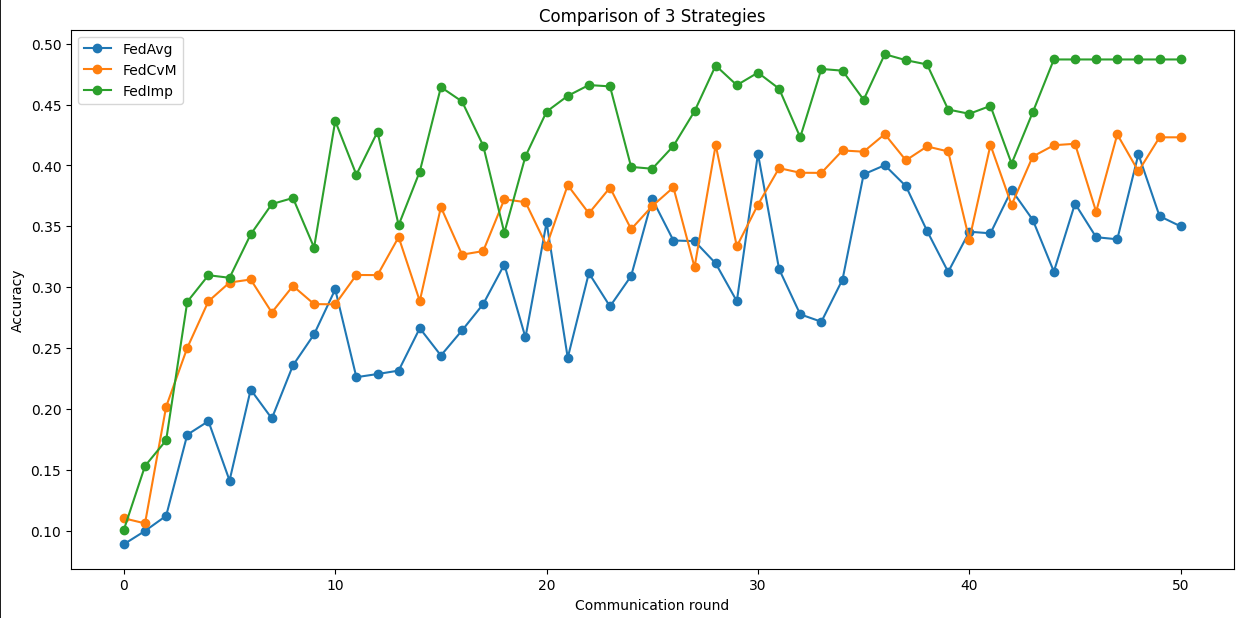 Comparison of 3 Strategies
FedAvg
FedCvM
FedImp
Accuracy
0.50
0.45
0.40
0.35
0.30
0.25
0.20
0.15
0.10
0 10 20 30 40 50
Communication round